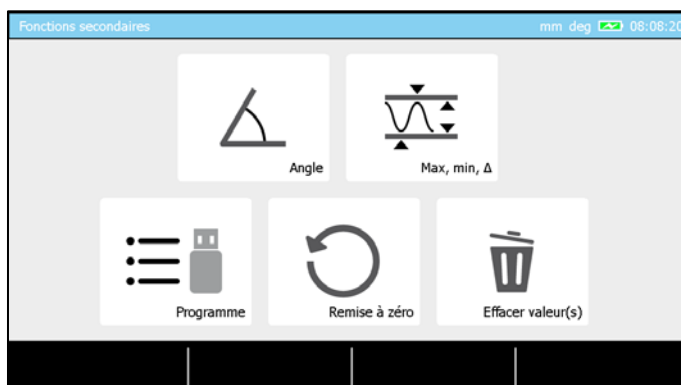 Fonctions secondaires mm deg 08:08:20
Angle Max, min, Δ
Programme Remise à zéro Effacer valeur(s)